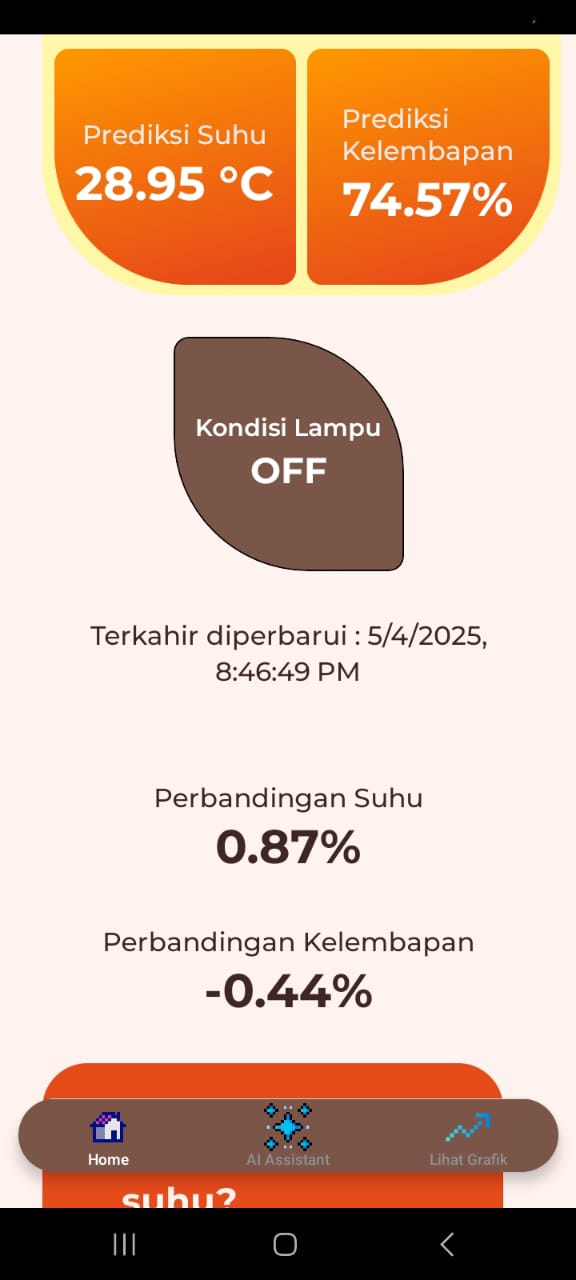 Prediksi Suhu
28.95 °C
Prediksi
Kelembapan
74.57%
Kondisi Lampu
OFF
Terkahir diperbarui : 5/4/2025,
8:46:49 PM
Perbandingan Suhu
0.87%
Perbandingan Kelembapan
-0.44%
Home
AI Assistant
Lihat Grafik
suhu?